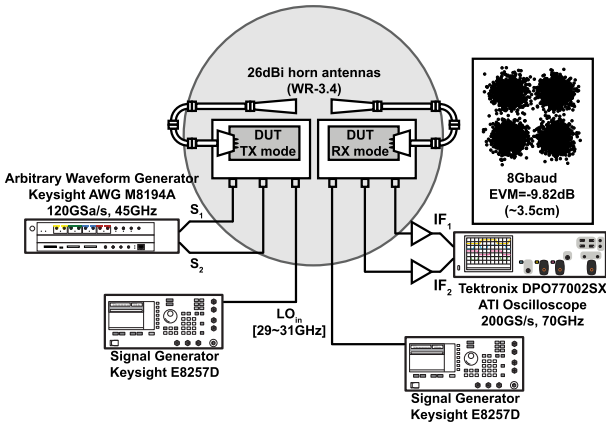 26dBi horn antennas
(WR-3.4)
DUT
TX mode
DUT
RX mode
8Gbaud
EVM=-9.82dB
(~3.5cm)
Arbitrary Waveform Generator
Keysight AWG M8194A
120GSa/s, 45GHz
S1
S2
IF1
IF2
Tektronix DPO77002SX
ATI Oscilloscope
200GS/s, 70GHz
LOin
[29~31GHz]
Signal Generator
Keysight E8257D
Signal Generator
Keysight E8257D